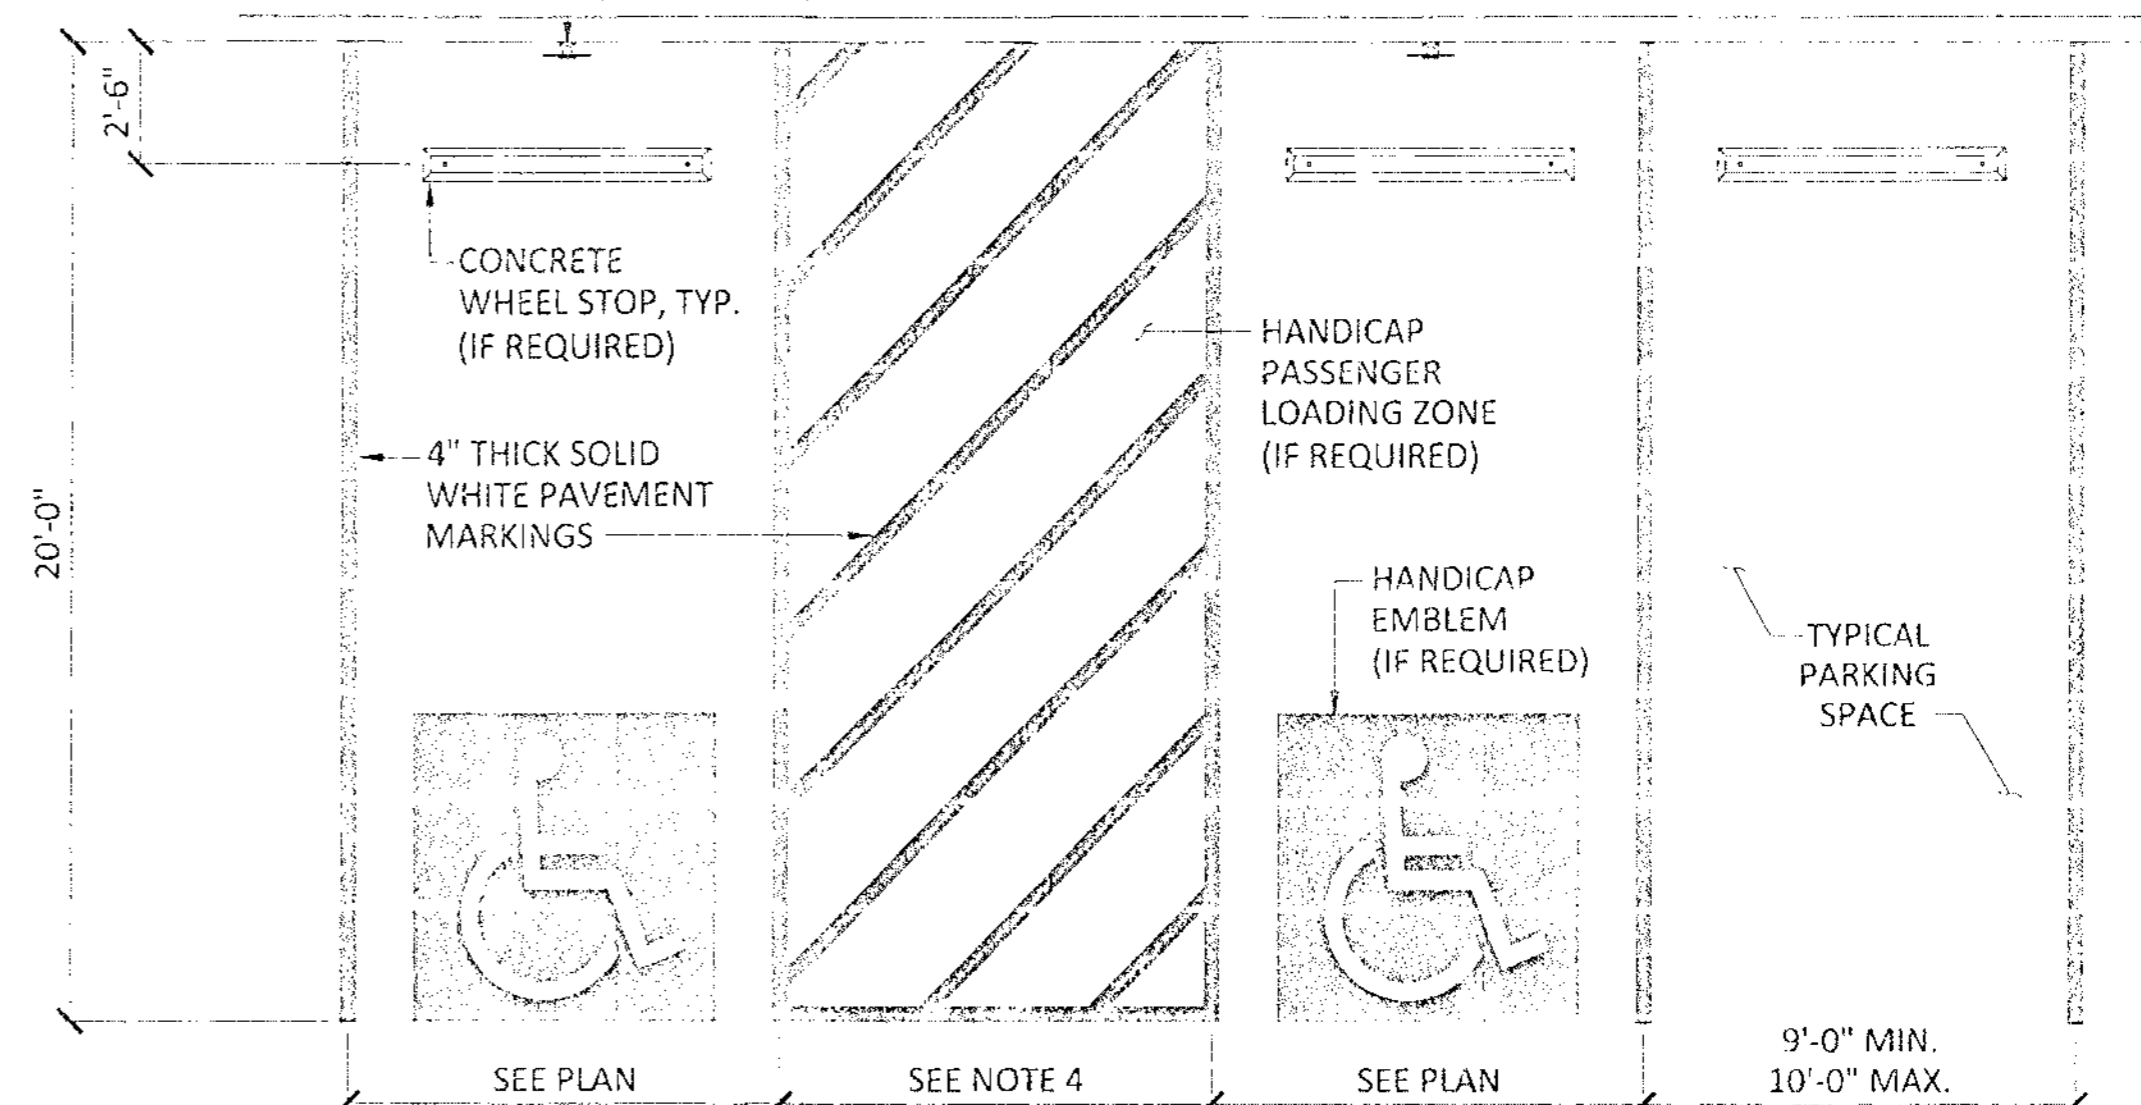 2'-6"
20'-0"
CONCRETE
WHEEL STOP, TYP.
(IF REQUIRED)
4" THICK SOLID
WHITE PAVEMENT
MARKINGS
HANDICAP
PASSENGER
LOADING ZONE
(IF REQUIRED)
HANDICAP
EMBLEM
(IF REQUIRED)
TYPICAL
PARKING
SPACE
SEE PLAN
SEE NOTE 4
SEE PLAN
9'-0" MIN.
10'-0" MAX.